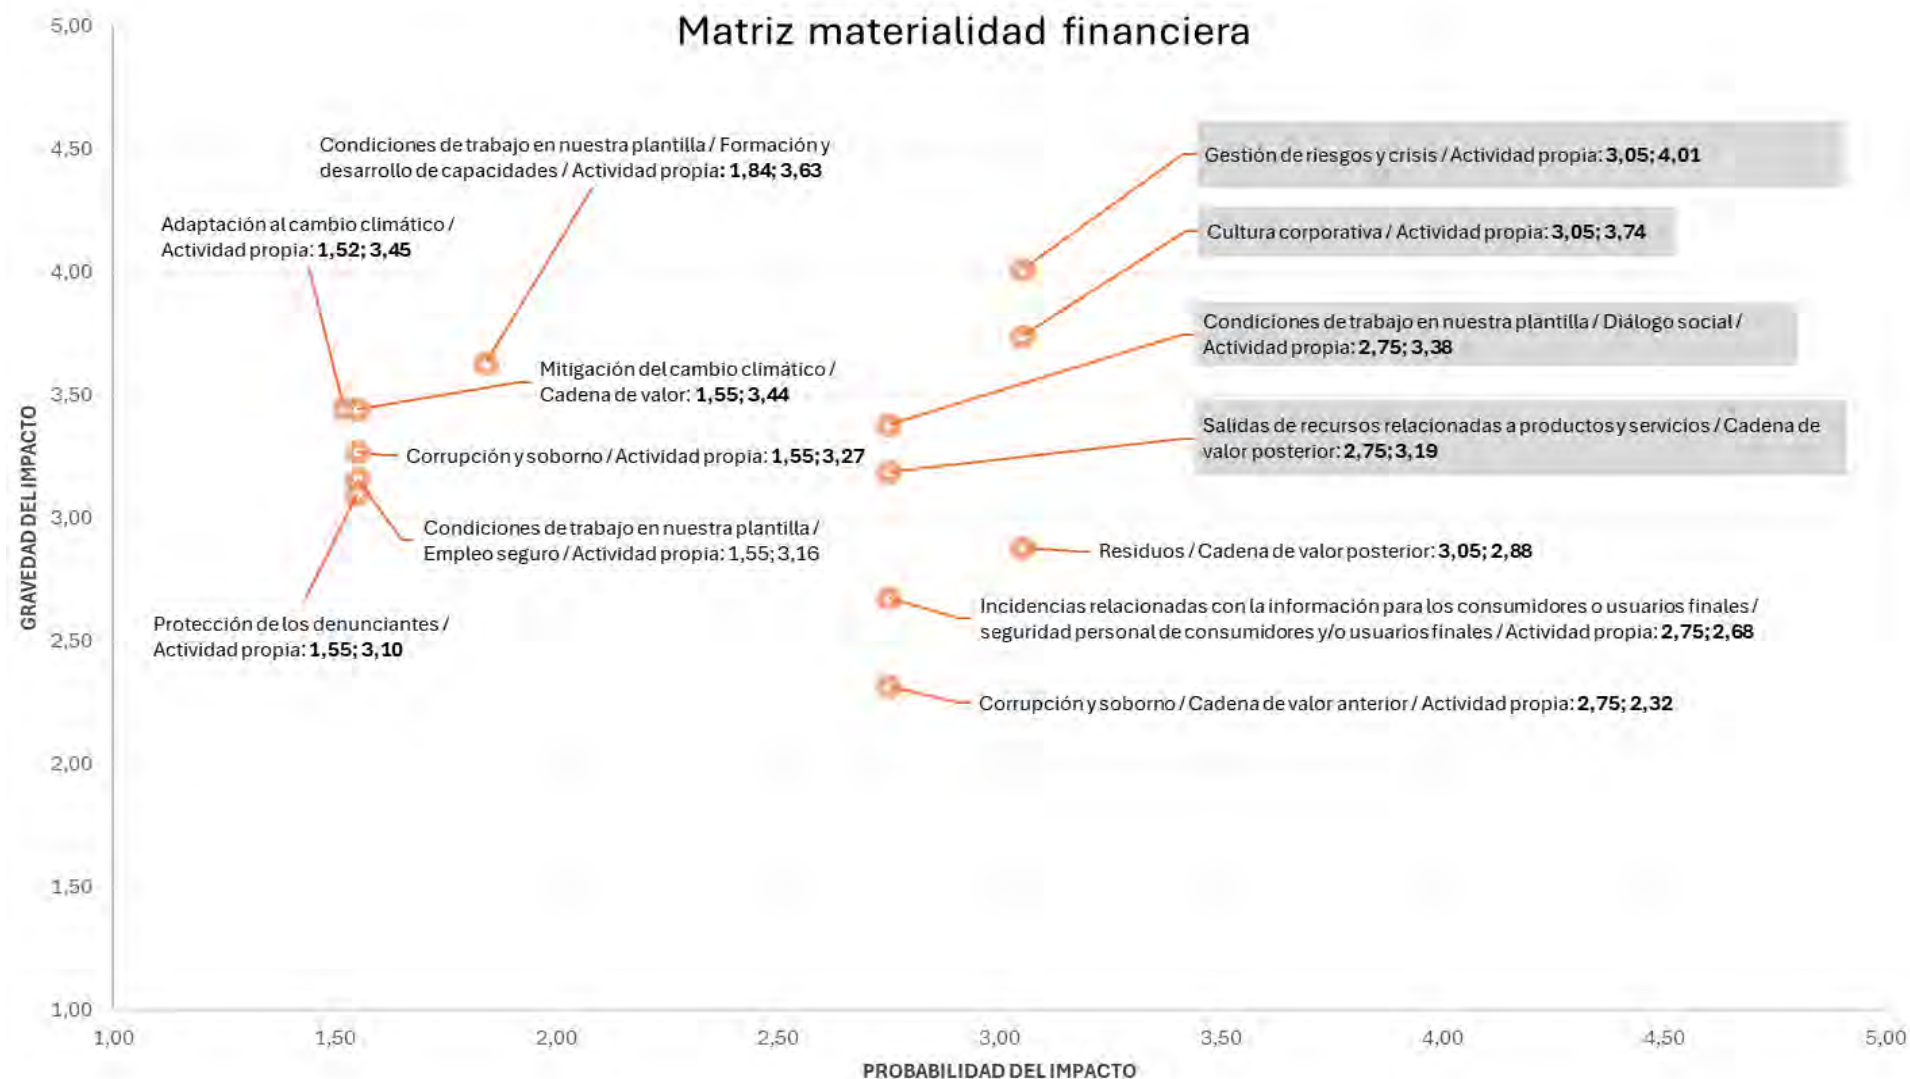 Matriz materialidad financiera
5,00
4,50
4,00
3,50
3,00
2,50
2,00
1,50
1,00
GRAVEDAD DEL IMPACTO
Condiciones de trabajo en nuestra plantilla / Formación y
desarrollo de capacidades / Actividad propia: 1,84; 3,63
Adaptación al cambio climático /
Actividad propia: 1,52; 3,45
Mitigación del cambio climático /
Cadena de valor: 1,55; 3,44
Corrupción y soborno / Actividad propia: 1,55; 3,27
Condiciones de trabajo en nuestra plantilla /
Empleo seguro / Actividad propia: 1,55; 3,16
Protección de los denunciantes /
Actividad propia: 1,55; 3,10
Gestión de riesgos y crisis / Actividad propia: 3,05; 4,01
Cultura corporativa / Actividad propia: 3,05; 3,74
Condiciones de trabajo en nuestra plantilla / Diálogo social /
Actividad propia: 2,75; 3,38
Salidas de recursos relacionadas a productos y servicios / Cadena de
valor posterior: 2,75; 3,19
Residuos / Cadena de valor posterior: 3,05; 2,88
Incidencias relacionadas con la información para los consumidores o usuarios finales /
seguridad personal de consumidores y/o usuarios finales / Actividad propia: 2,75; 2,68
Corrupción y soborno / Cadena de valor anterior / Actividad propia: 2,75; 2,32
1,00 1,50 2,00 2,50 3,00 3,50 4,00 4,50 5,00
PROBABILIDAD DEL IMPACTO